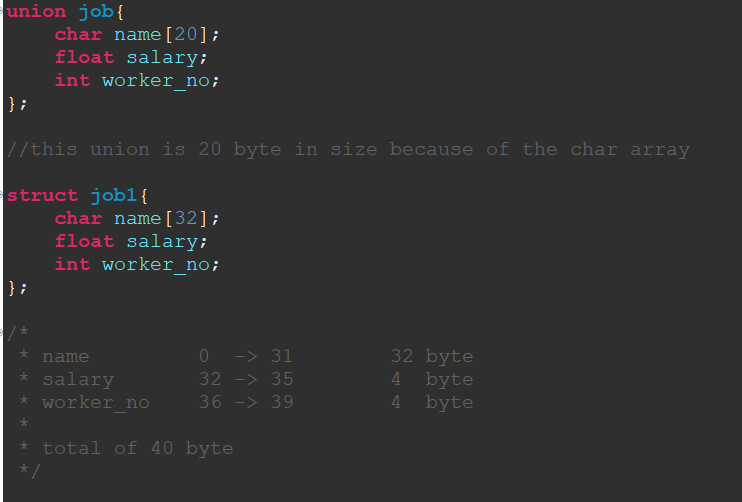 union job{
    char name[20];
    float salary;
    int worker_no;
};

//this union is 20 byte in size because of the char array

struct job1{
    char name[32];
    float salary;
    int worker_no;
};

/*
 * name         0  -> 31        32 byte
 * salary       32 -> 35        4  byte
 * worker_no    36 -> 39        4  byte
 *
 * total of 40 byte
 */